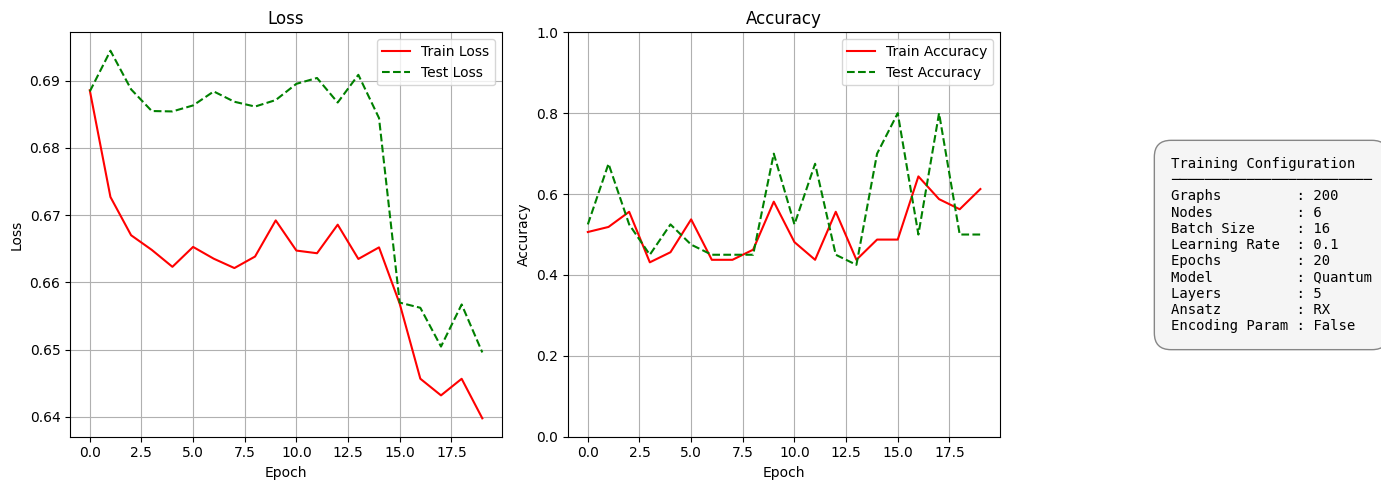 Loss
Train Loss
Test Loss
0.69
0.68
0.67
0.66
0.65
0.64
Loss
0.0 2.5 5.0 7.5 10.0 12.5 15.0 17.5
Epoch
Accuracy
Train Accuracy
Test Accuracy
1.0
0.8
0.6
0.4
0.2
0.0
Accuracy
0.0 2.5 5.0 7.5 10.0 12.5 15.0 17.5
Epoch
Training Configuration
Graphs : 200
Nodes : 6
Batch Size : 16
Learning Rate : 0.1
Epochs : 20
Model : Quantum
Layers : 5
Ansatz : RX
Encoding Param : False